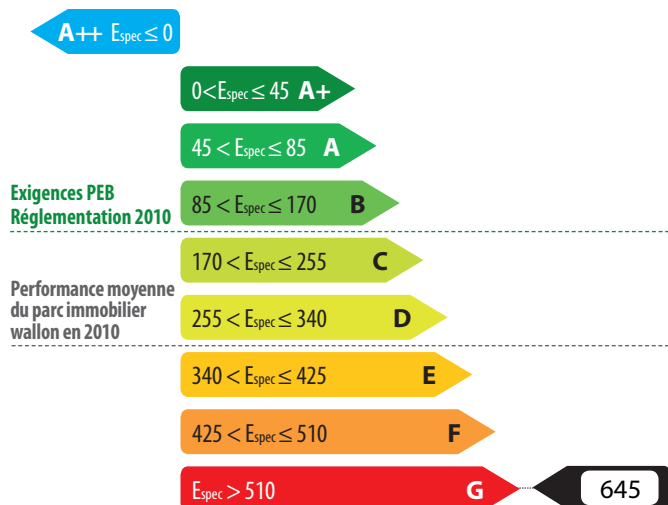 A++ Espec ≤ 0
0<Espec ≤ 45 A+
45 < Espec ≤ 85 A
Exigences PEB
Réglementation 2010
85 < Espec ≤ 170 B
170 < Espec ≤ 255 C
Performance moyenne
du parc immobilier
wallon en 2010
255 < Espec ≤ 340 D
340 < Espec ≤ 425 E
425 < Espec ≤ 510 F
Espec > 510 G 645